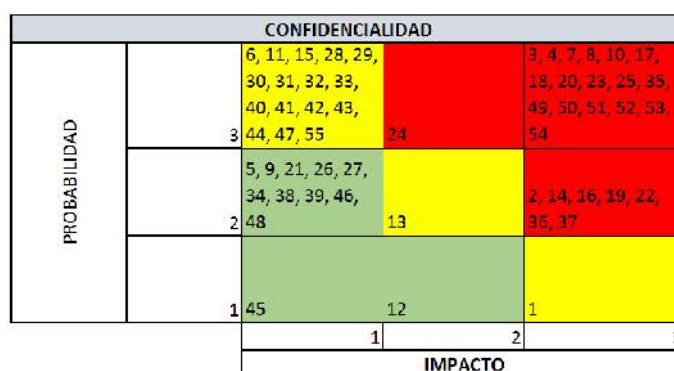 CONFIDENCIALIDAD
PROBABILIDAD
3
6, 11, 15, 28, 29,
30, 31, 32, 33,
40, 41, 42, 43,
44, 47, 55
24
3, 4, 7, 8, 10, 17,
18, 20, 23, 25, 35,
49, 50, 51, 52, 53,
54
2
5, 9, 21, 26, 27,
34, 38, 39, 46,
48
13
2, 14, 16, 19, 22,
36, 37
1
45
12
1
1
2
IMPACTO